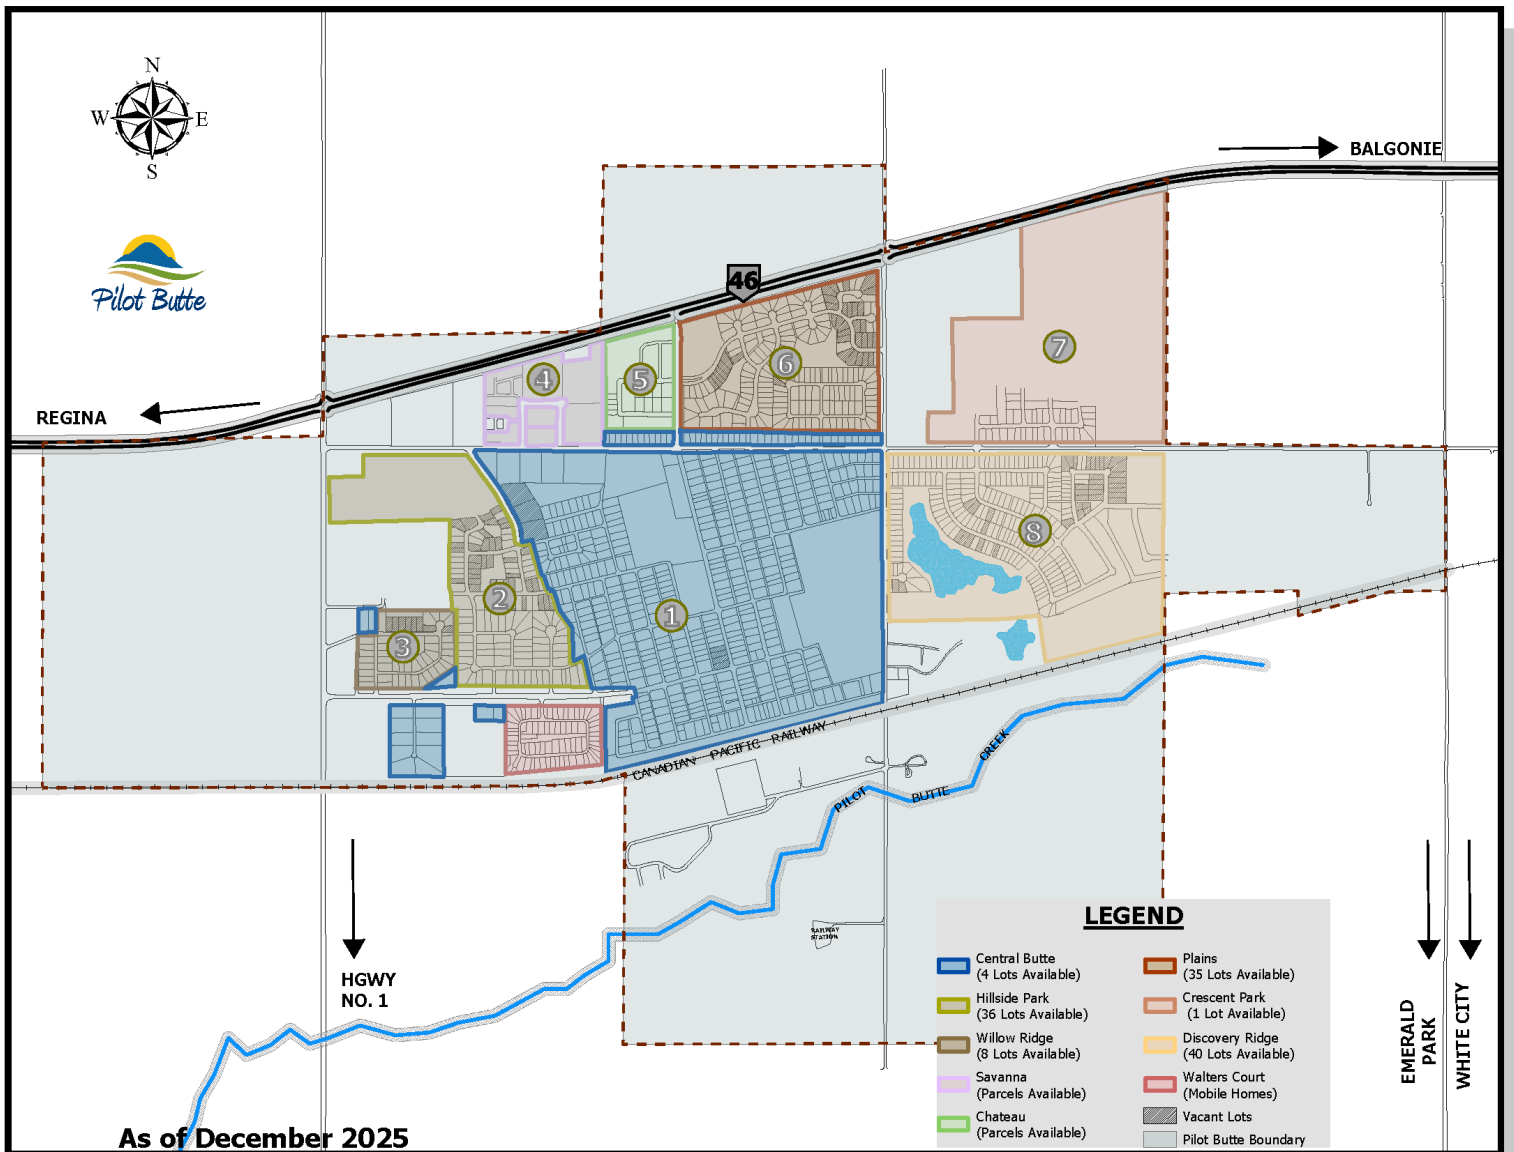 N
W
E
S
BALGONIE
Pilot Butte
46
REGINA
7
6
4
5
8
2
1
3
CANADIAN PACIFIC RAILWAY
CREEK
BUTTE
PILOT
RAILWAY
STATION
HGWY
NO. 1
EMERALD
PARK
WHITE CITY
LEGEND
Central Butte
(4 Lots Available)
Hillside Park
(36 Lots Available)
Willow Ridge
(8 Lots Available)
Savanna
(Parcels Available)
Chateau
(Parcels Available)
Plains
(35 Lots Available)
Crescent Park
(1 Lot Available)
Discovery Ridge
(40 Lots Available)
Walters Court
(Mobile Homes)
Vacant Lots
Pilot Butte Boundary
As of December 2025